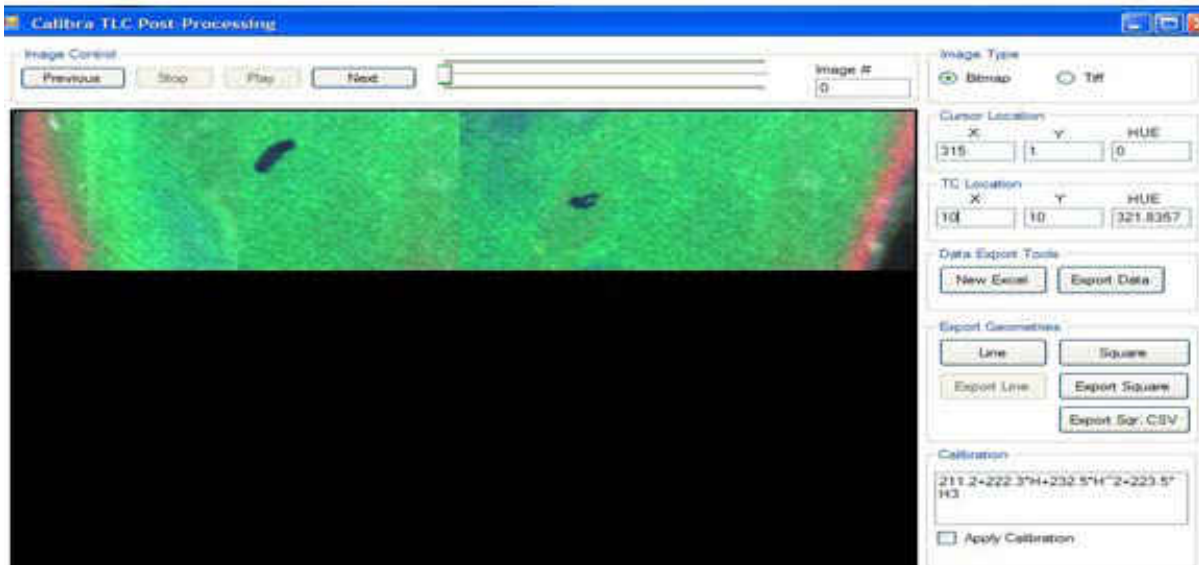 Calibra TLC Post-Processing
Image Control
Previous Stop Play Next
Image #
0
Image Type
Bitmap Tiff
Cursor Location
X Y HUE
315 1 0
TC Location
X Y HUE
10 10 321.8357
Data Export Tools
New Excel Export Data
Export Geometries
Line Square
Export Line Export Square
Export Sqr. CSV
Calibration
211.2+222.3*H+232.5*H^2+223.5*
H3
Apply Calibration